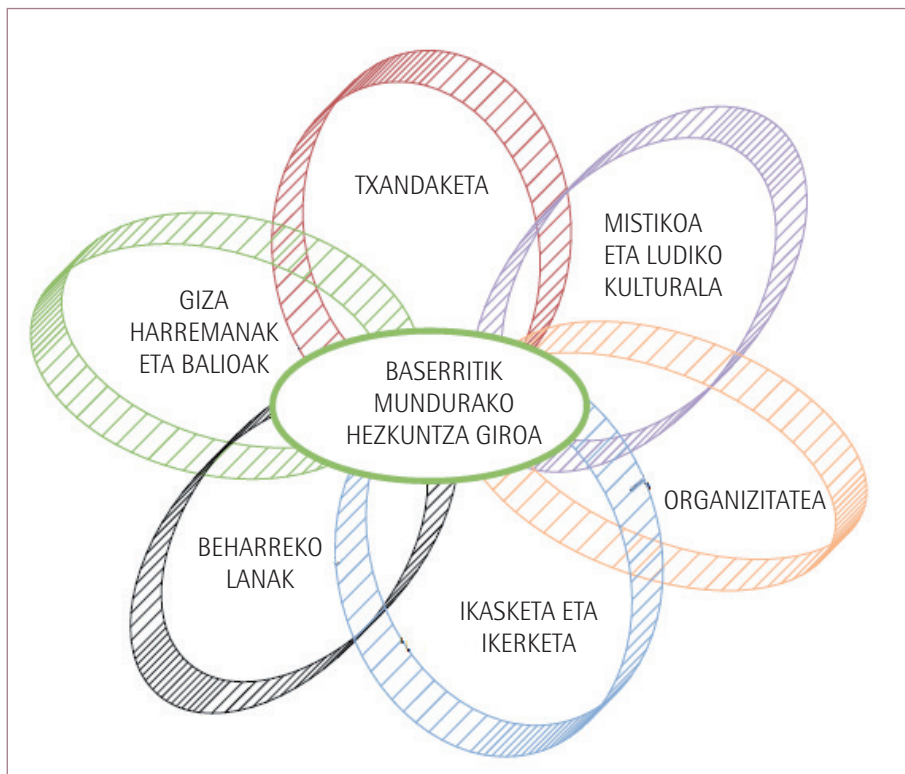 TXANDAKETA
MISTIKOA
ETA LUDIKO
KULTURALA
GIZA
HARREMANAK
ETA BALIOAK
BASERRITIK
MUNDURAKO
HEZKUNTZA GIROA
ORGANIZITATEA
BEHARREKO
LANAK
IKASKETA ETA
IKERKETA